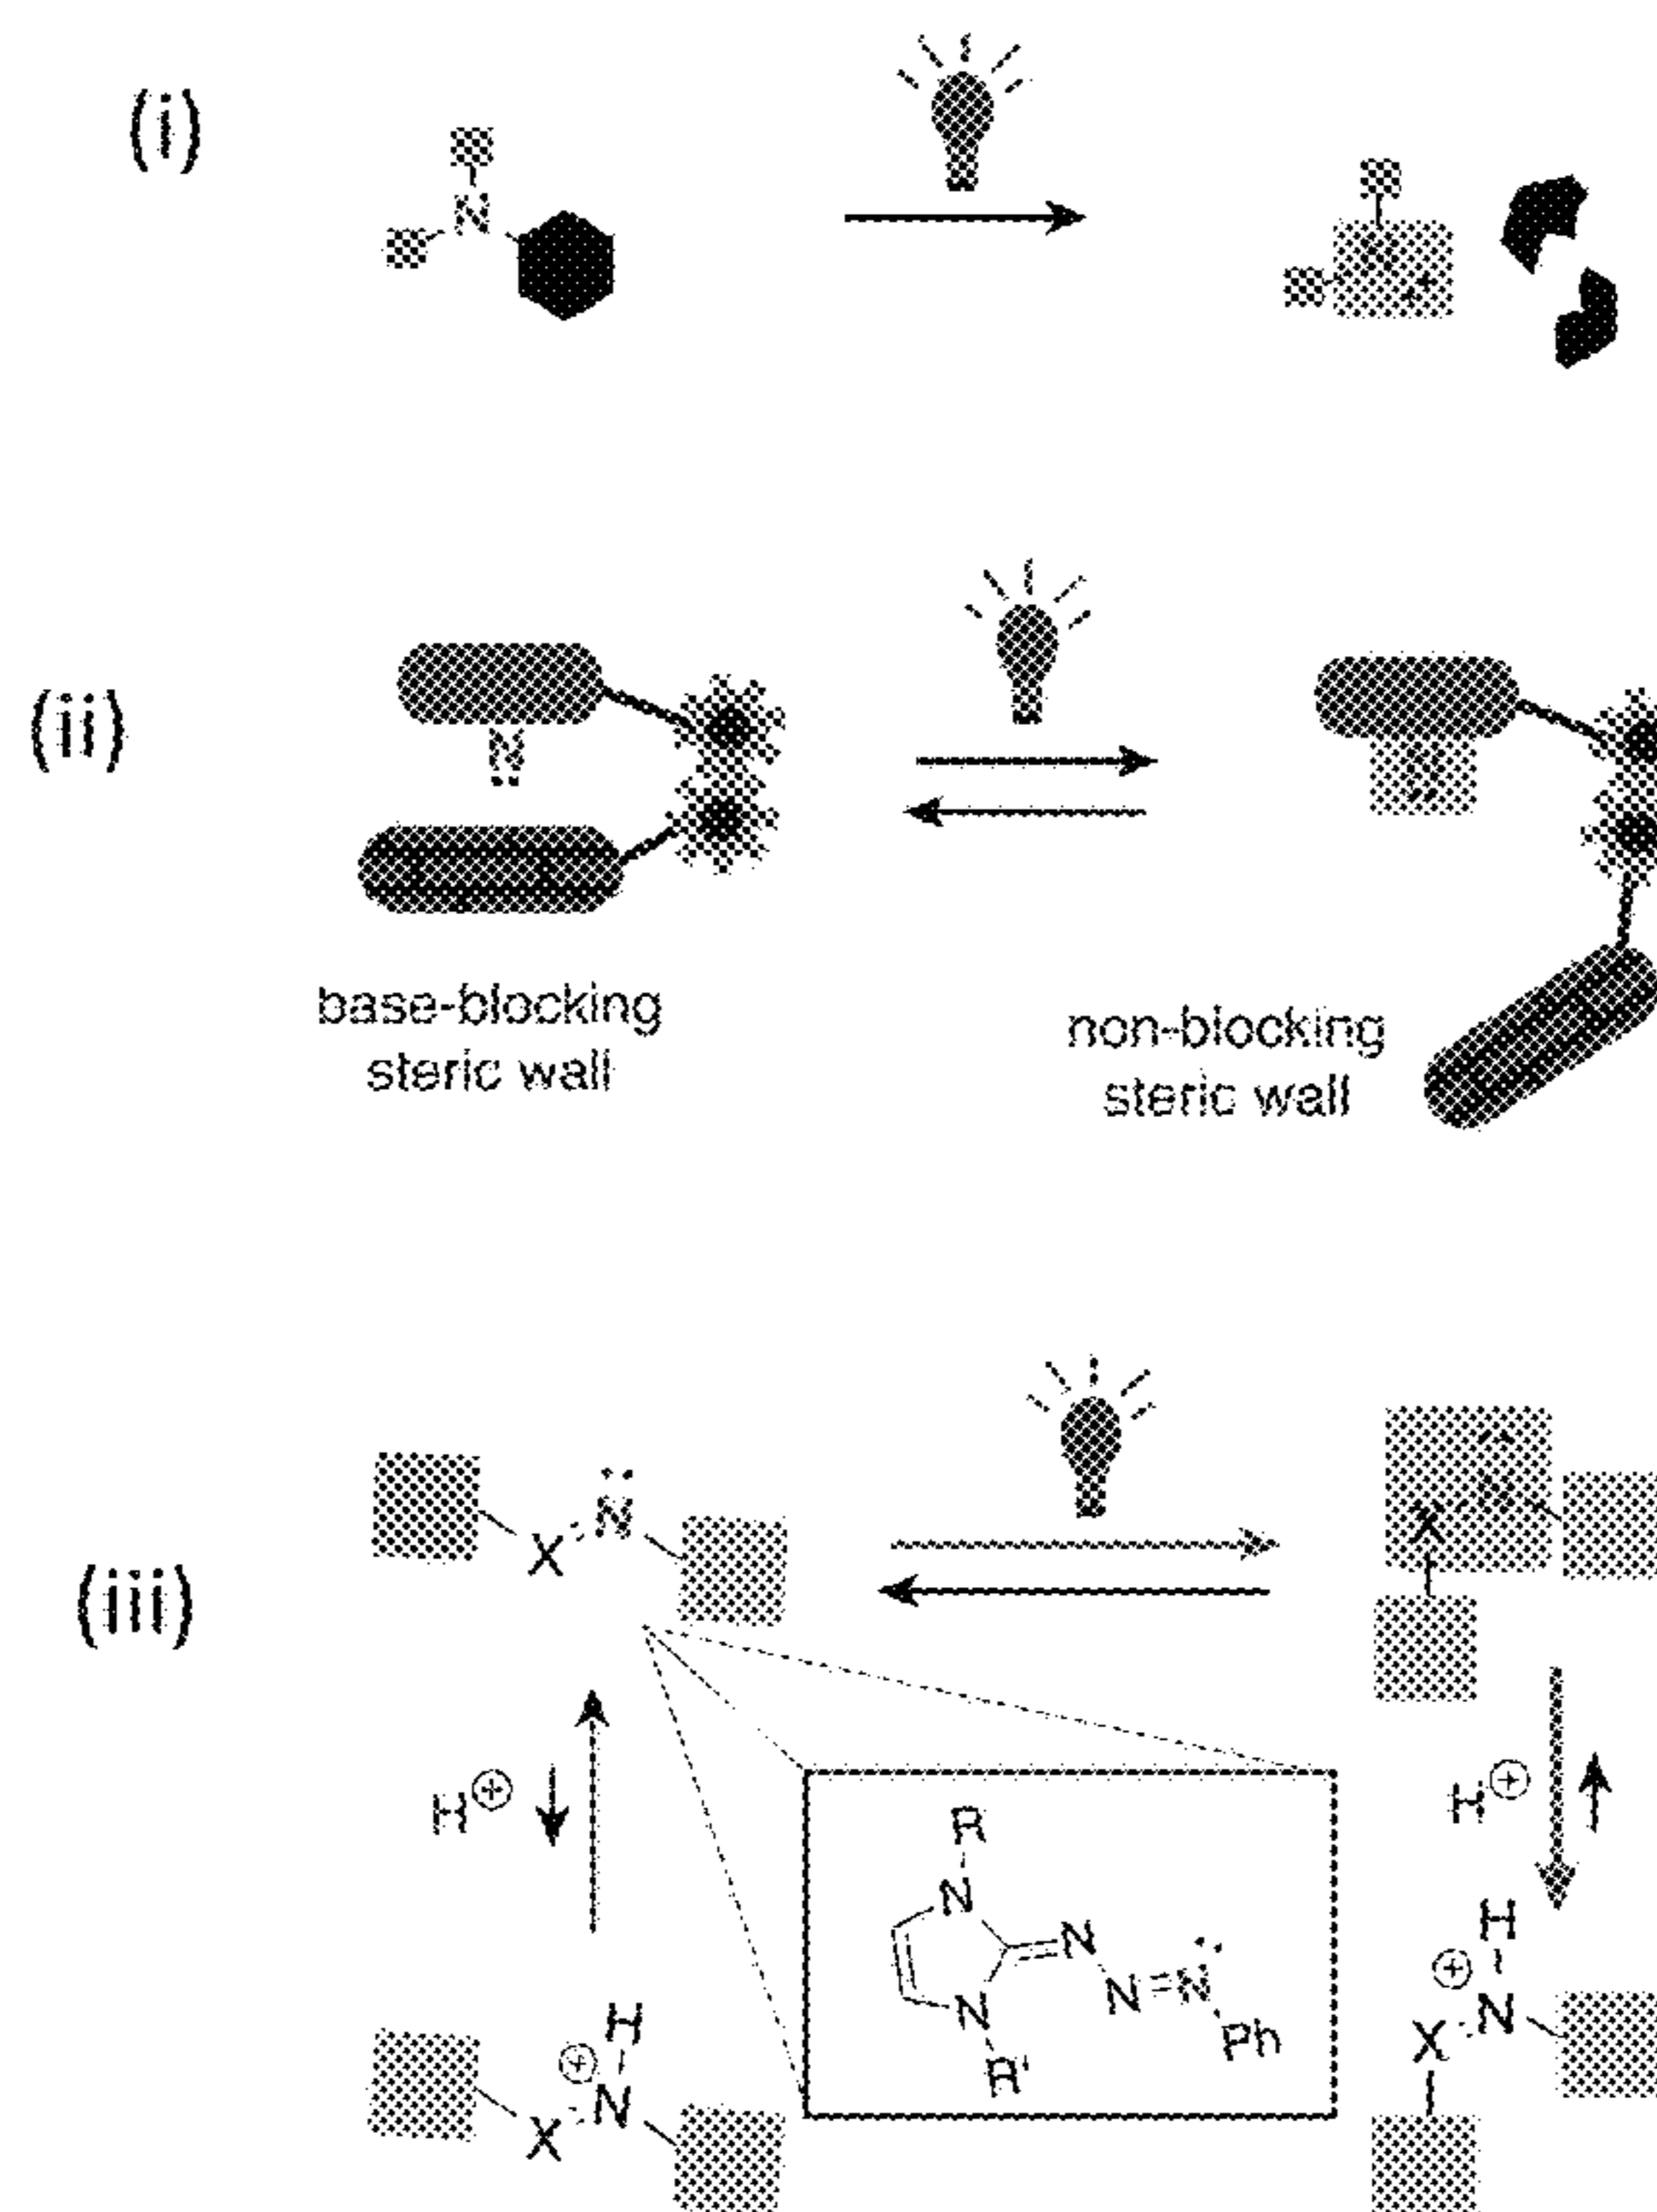 (i)
N
(ii)
N
base-blocking
steric wall
non-blocking
steric wall
(iii)
X N
X
H⊕
H⊕
R
N
N
N N
N
Ph
R'
H
⊕
X N
H
⊕
X N